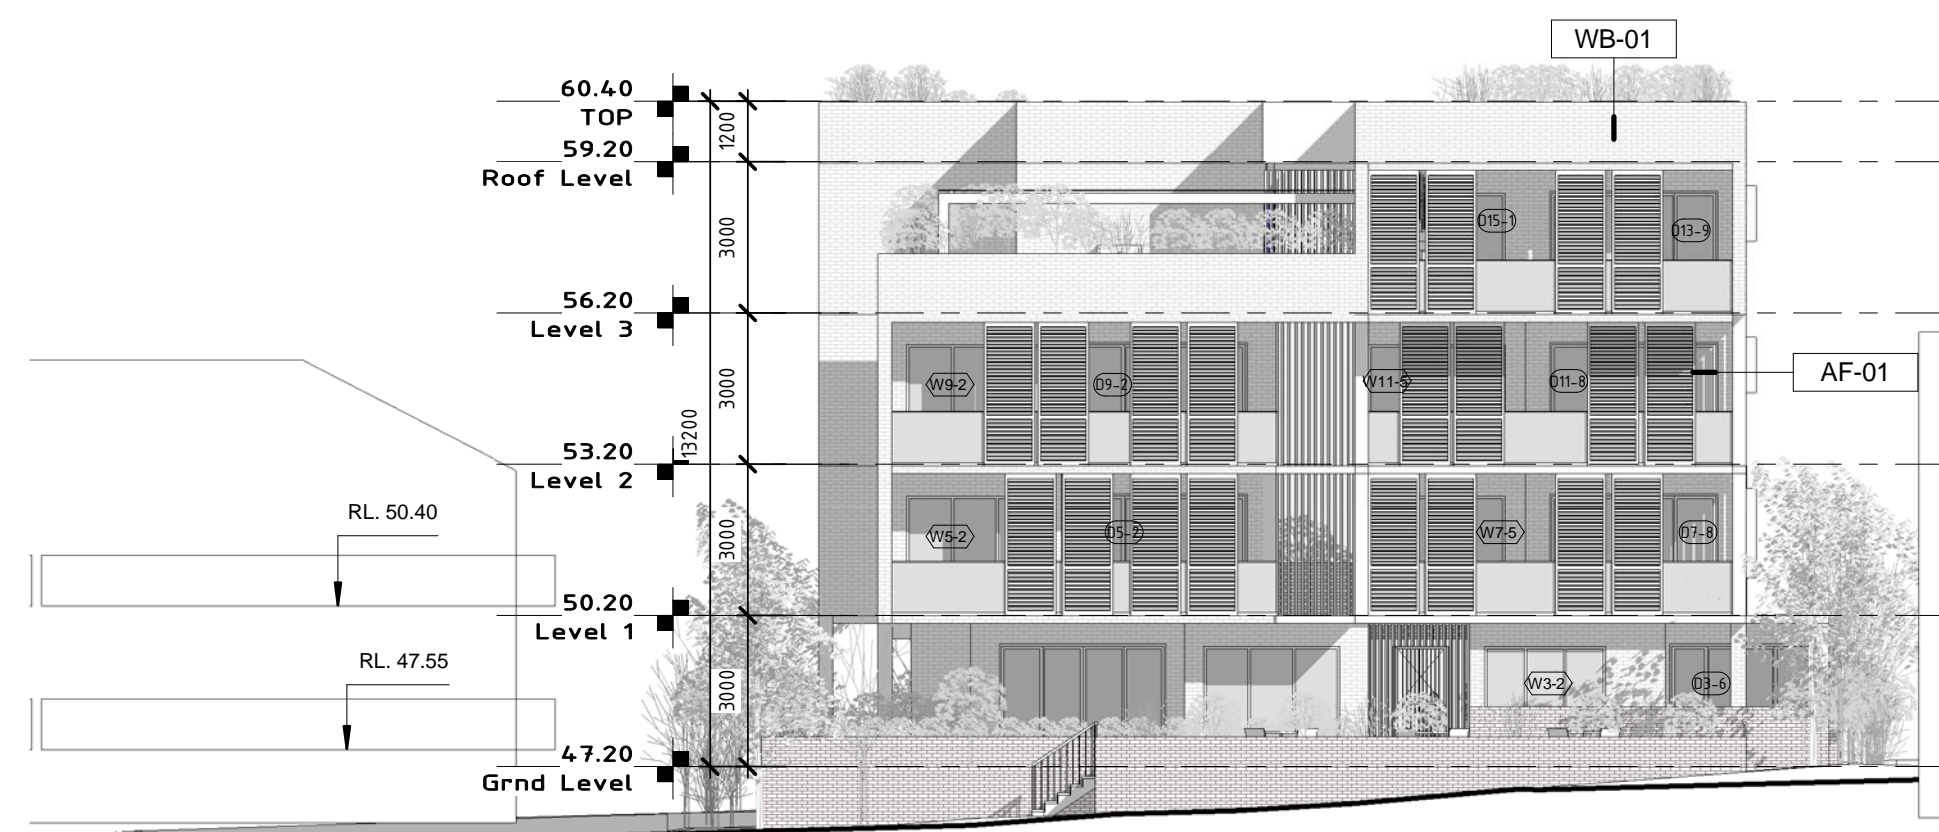 WB-01
60.40
TOP
1200
59.20
Roof Level
D15-1
D13-9
3000
56.20
Level 3
W9-2
D9-2
W11-5
D11-8
AF-01
3000
13200
53.20
Level 2
RL. 50.40
W5-2
D5-2
W7-5
D7-8
3000
50.20
Level 1
RL. 47.55
W3-2
D3-6
3000
47.20
Grnd Level